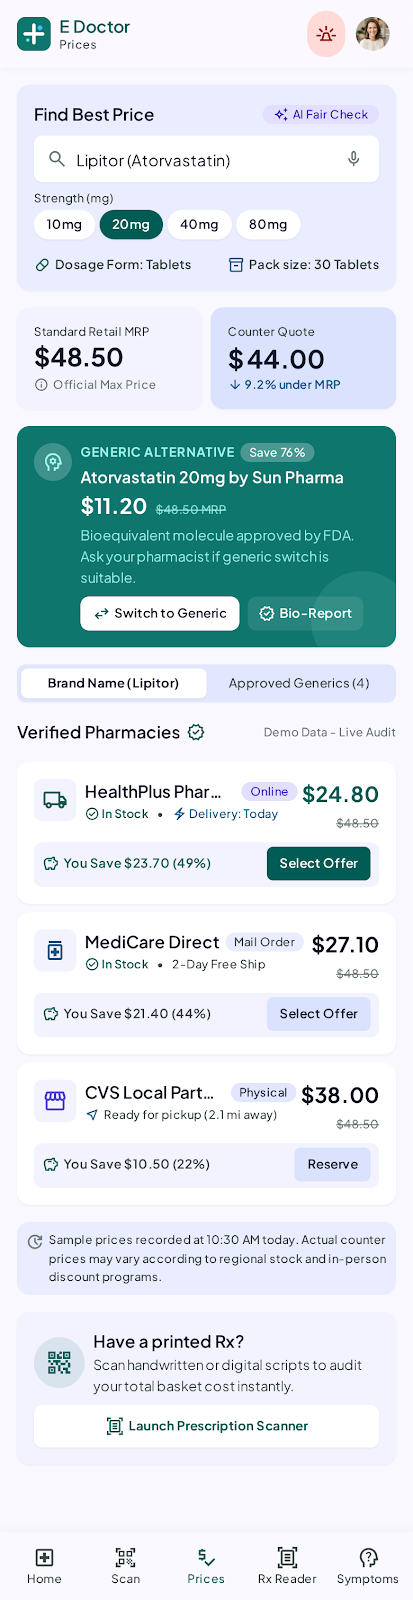 E Doctor
Prices
Find Best Price
AI Fair Check
Lipitor (Atorvastatin)
Strength (mg)
10mg 20mg 40mg 80mg
Dosage Form: Tablets Pack size: 30 Tablets
Standard Retail MRP
$48.50
Official Max Price
Counter Quote
$44.00
9.2% under MRP
GENERIC ALTERNATIVE Save 76%
Atorvastatin 20mg by Sun Pharma
$11.20 $48.50 MRP
Bioequivalent molecule approved by FDA.
Ask your pharmacist if generic switch is
suitable.
Switch to Generic Bio-Report
Brand Name (Lipitor) Approved Generics (4)
Verified Pharmacies Demo Data - Live Audit
HealthPlus Phar... Online $24.80
In Stock • Delivery: Today $48.50
You Save $23.70 (49%) Select Offer
MediCare Direct Mail Order $27.10
In Stock • 2-Day Free Ship $48.50
You Save $21.40 (44%) Select Offer
CVS Local Part... Physical $38.00
Ready for pickup (2.1 mi away) $48.50
You Save $10.50 (22%) Reserve
Sample prices recorded at 10:30 AM today. Actual counter
prices may vary according to regional stock and in-person
discount programs.
Have a printed Rx?
Scan handwritten or digital scripts to audit
your total basket cost instantly.
Launch Prescription Scanner
Home Scan Prices Rx Reader Symptoms